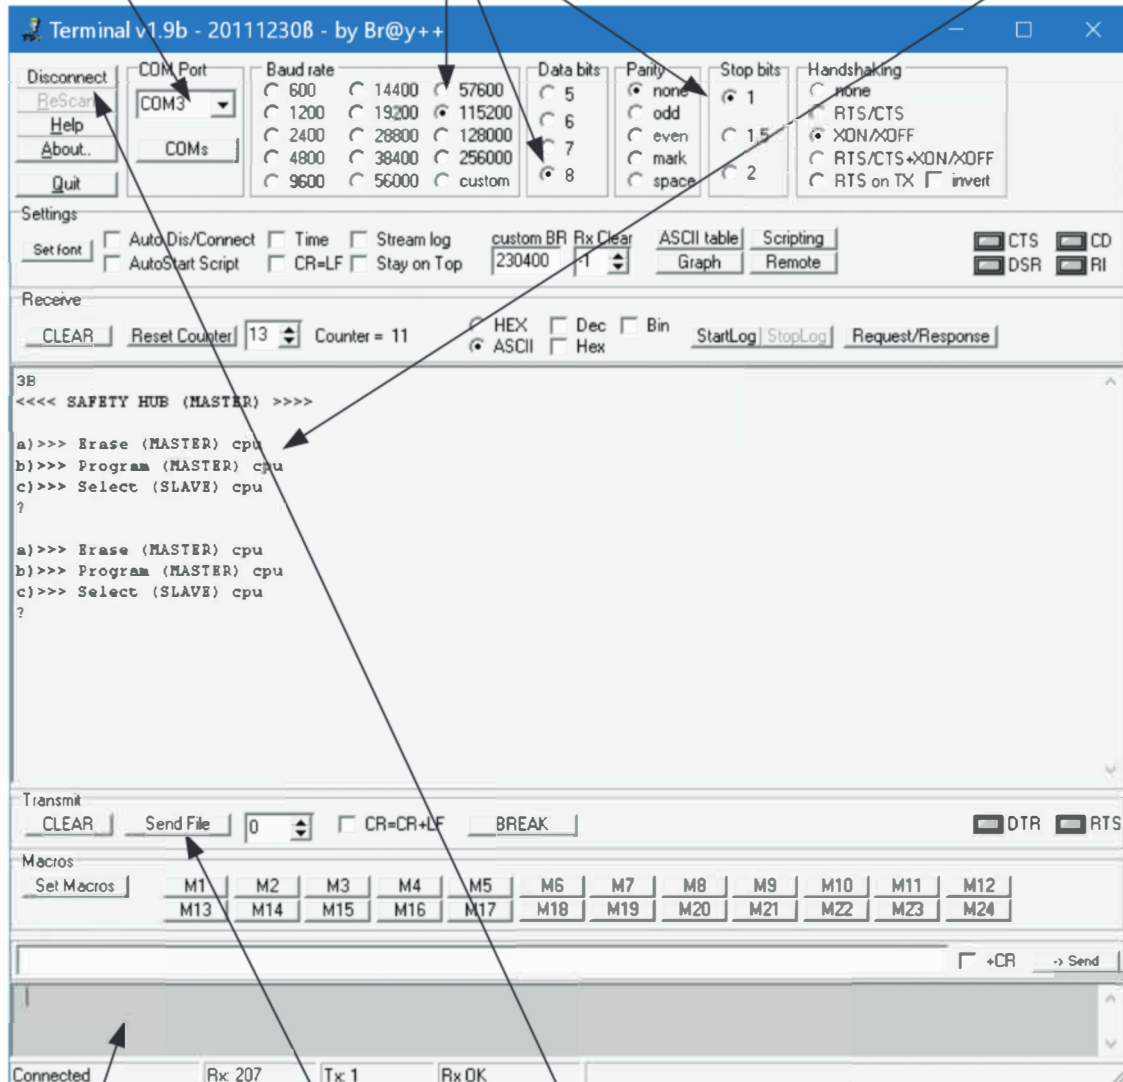 Terminal v1.9b - 20111230ß - by Br@y++
Disconnect
ReScan
Help
About..
Quit
COM Port
COM3
COMs
Baud rate
600 14400 57600
1200 19200 115200
2400 28800 128000
4800 38400 256000
9600 56000 custom
Data bits
5
6
7
8
Parity
none
odd
even
mark
space
Stop bits
1
1.5
2
Handshaking
none
RTS/CTS
XON/XOFF
RTS/CTS+XON/XOFF
RTS on TX invert
Settings
Set font
Auto Dis/Connect Time Stream log
AutoStart Script CR=LF Stay on Top
custom BR Rx Clear
230400 -1
ASCII table Scripting
Graph Remote
CTS CD
DSR RI
Receive
CLEAR Reset Counter 13 Counter = 11
HEX Dec Bin
ASCII Hex
StartLog StopLog Request/Response
3B
<<<< SAFETY HUB (MASTER) >>>>
a)>>> Erase (MASTER) cpu
b)>>> Program (MASTER) cpu
c)>>> Select (SLAVE) cpu
?
a)>>> Erase (MASTER) cpu
b)>>> Program (MASTER) cpu
c)>>> Select (SLAVE) cpu
?
Transmit
CLEAR Send File 0 CR=CR+LF BREAK DTR RTS
Macros
Set Macros M1 M2 M3 M4 M5 M6 M7 M8 M9 M10 M11 M12
M13 M14 M15 M16 M17 M18 M19 M20 M21 M22 M23 M24
+CR -> Send
Connected Rx: 207 Tx: 1 Rx OK